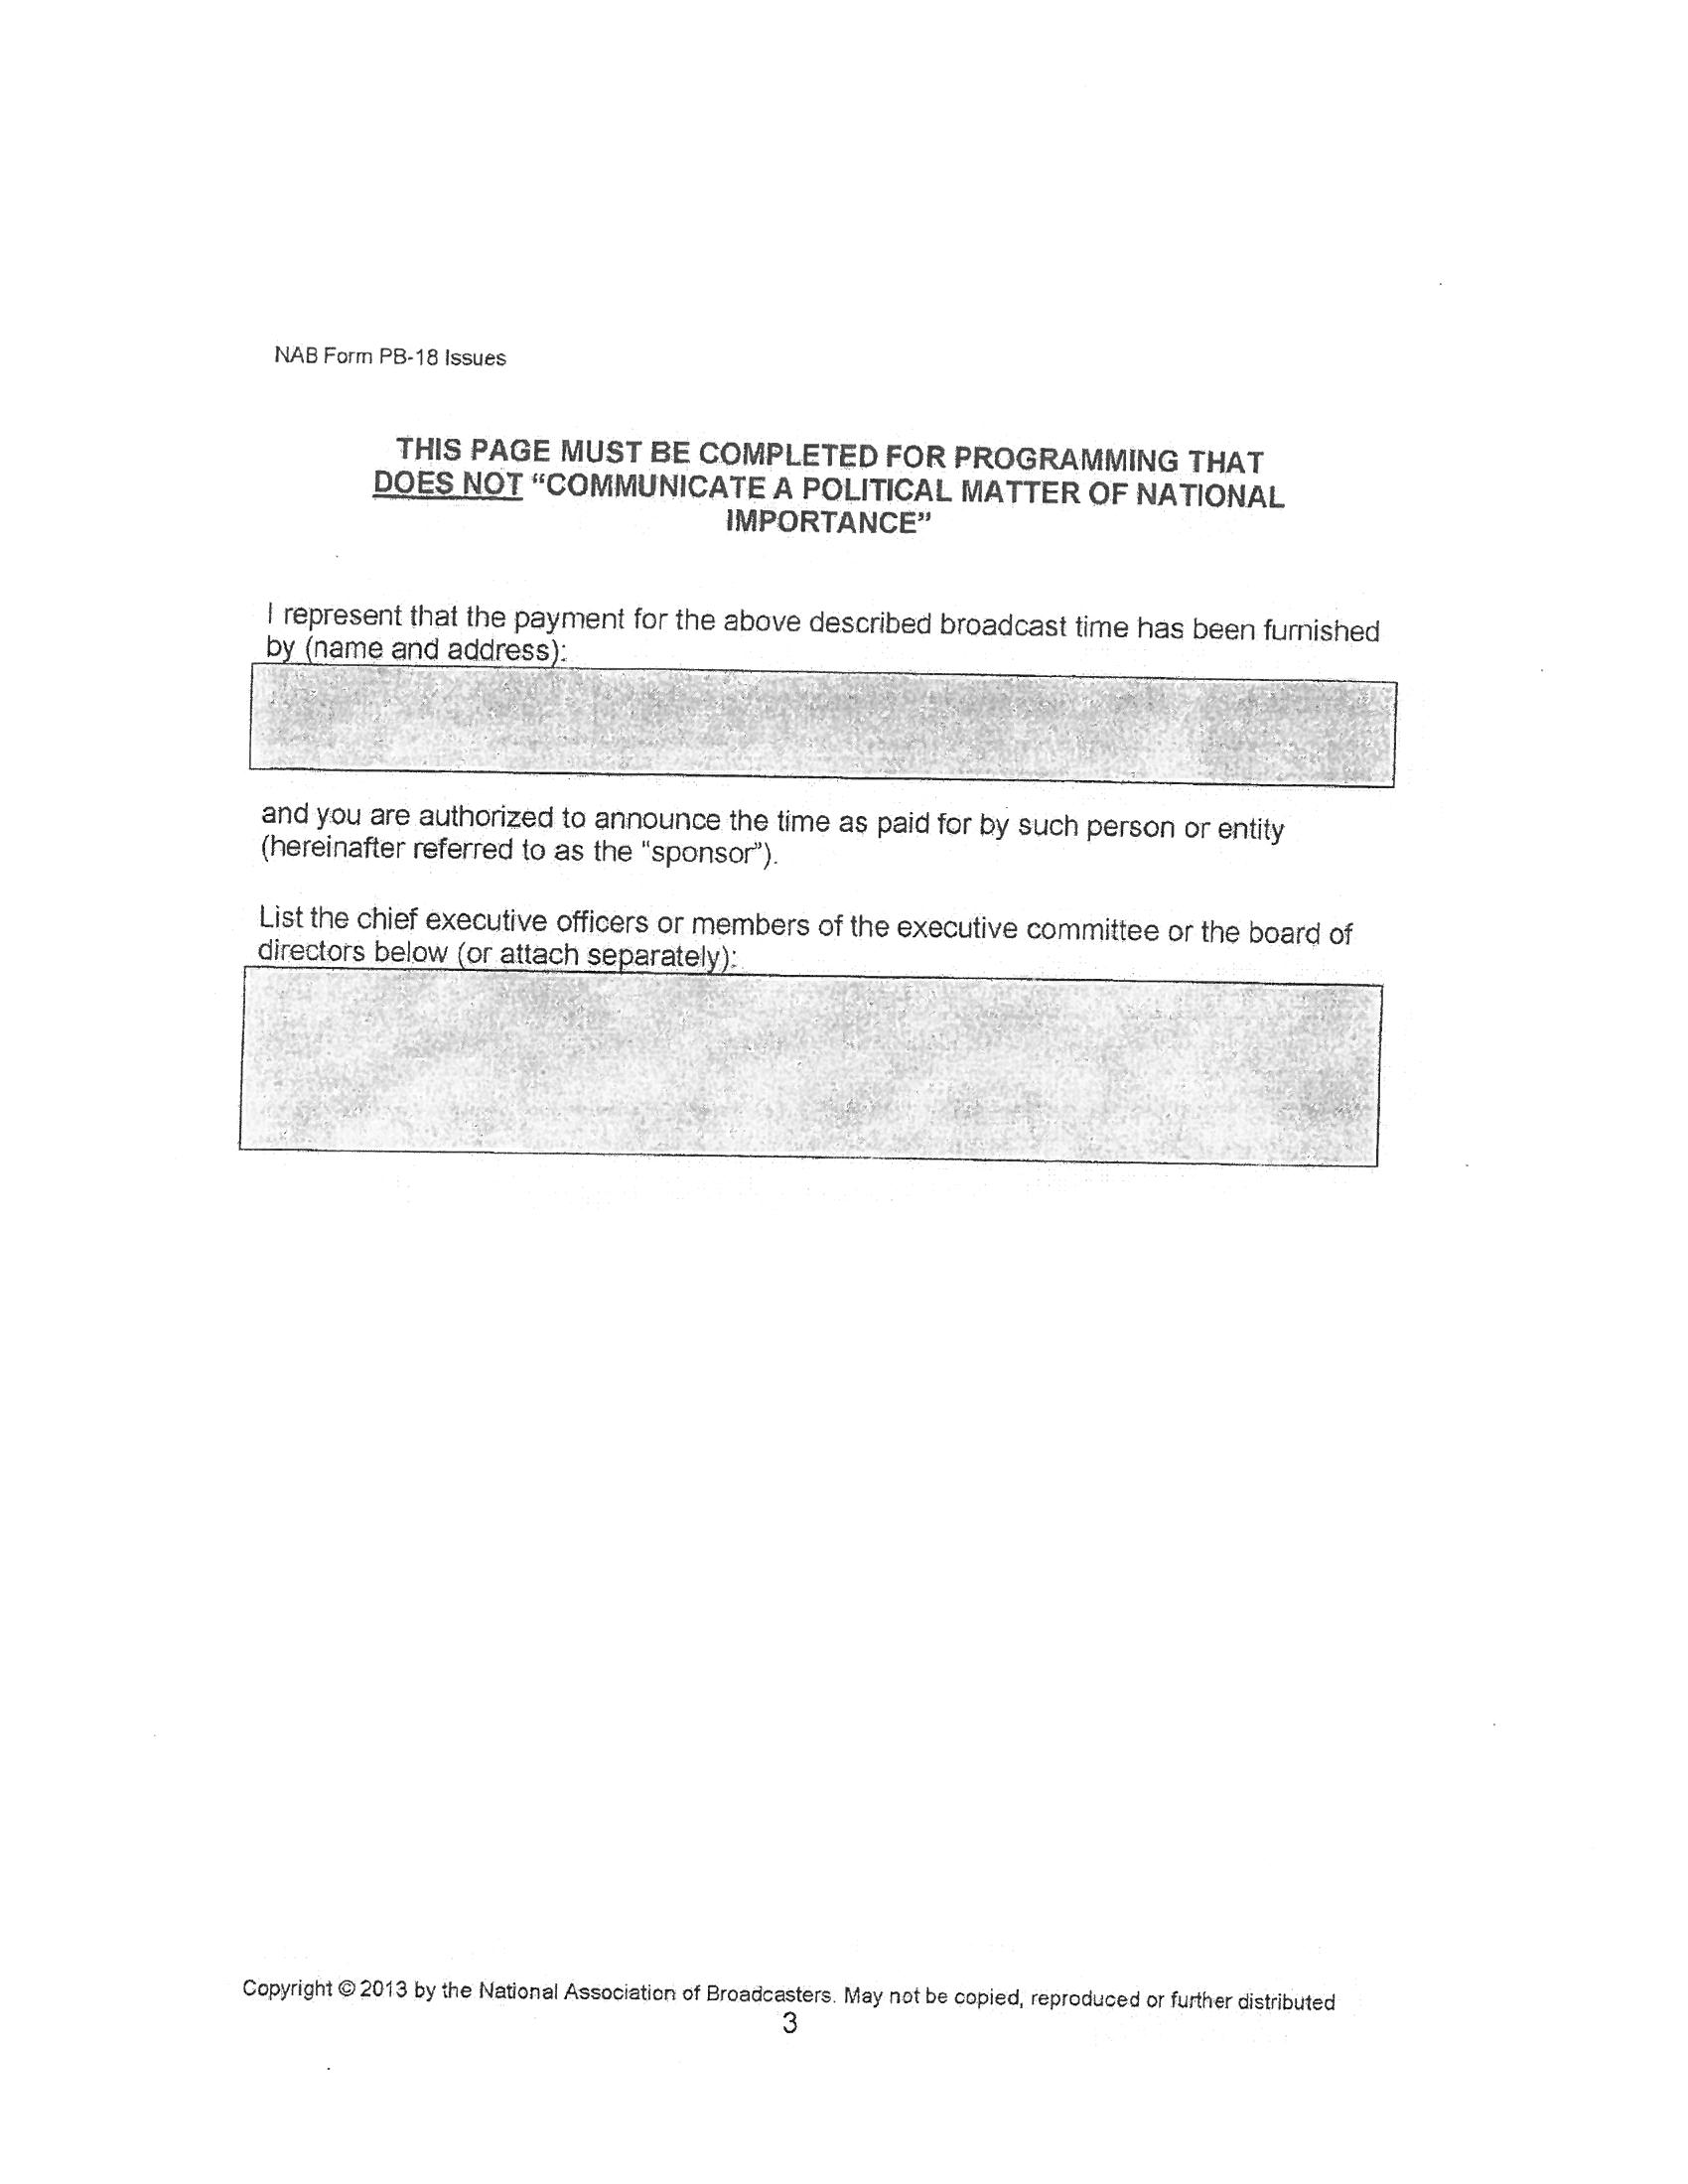 NAB Form PB-18 Issues
THIS PAGE MUST BE COMPLETED FOR PROGRAMMING THAT
DOES NOT “COMMUNICATE A POLITICAL MATTER OF NATIONAL
IMPORTANCE”
I represent that the payment for the above described broadcast time has been furnished
by (name and address):
and you are authorized to announce the time as paid for by such person or entity
(hereinafter referred to as the "sponsor").
List the chief executive officers or members of the executive committee or the board of
directors below (or attach separately):
Copyright © 2013 by the National Association of Broadcasters. May not be copied, reproduced or further distributed
3